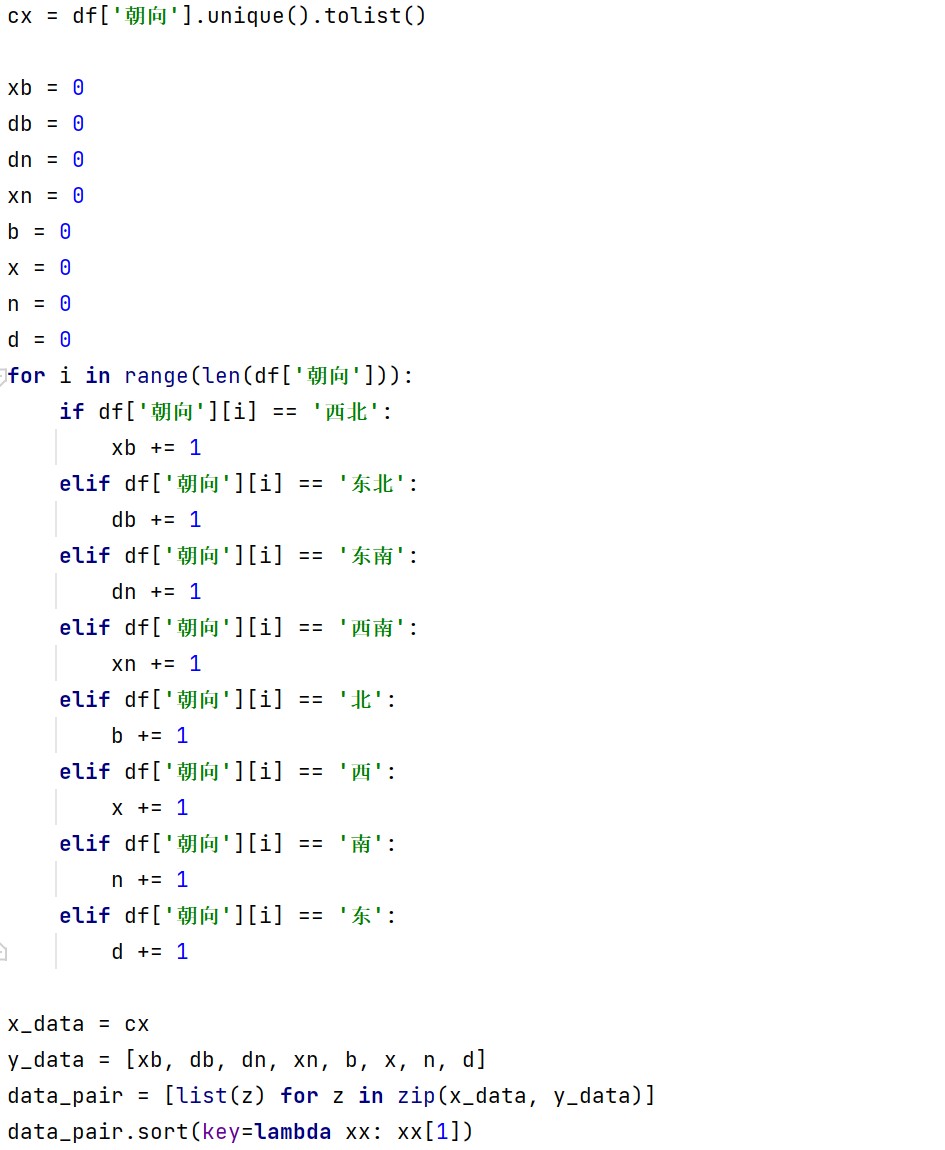 cx = df['朝向'].unique().tolist()
xb = 0
db = 0
dn = 0
xn = 0
b = 0
x = 0
n = 0
d = 0
for i in range(len(df['朝向'])):
    if df['朝向'][i] == '西北':
        xb += 1
    elif df['朝向'][i] == '东北':
        db += 1
    elif df['朝向'][i] == '东南':
        dn += 1
    elif df['朝向'][i] == '西南':
        xn += 1
    elif df['朝向'][i] == '北':
        b += 1
    elif df['朝向'][i] == '西':
        x += 1
    elif df['朝向'][i] == '南':
        n += 1
    elif df['朝向'][i] == '东':
        d += 1
x_data = cx
y_data = [xb, db, dn, xn, b, x, n, d]
data_pair = [list(z) for z in zip(x_data, y_data)]
data_pair.sort(key=lambda xx: xx[1])